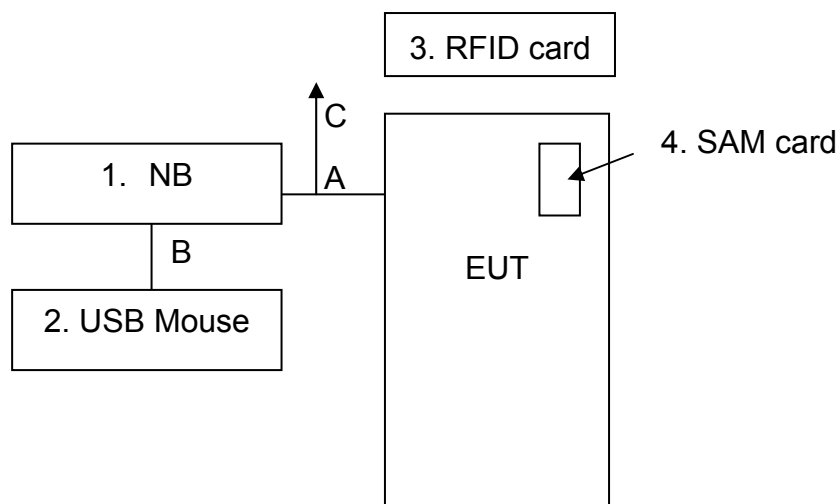 3. RFID card
C
4. SAM card
1. NB
A
B
EUT
2. USB Mouse